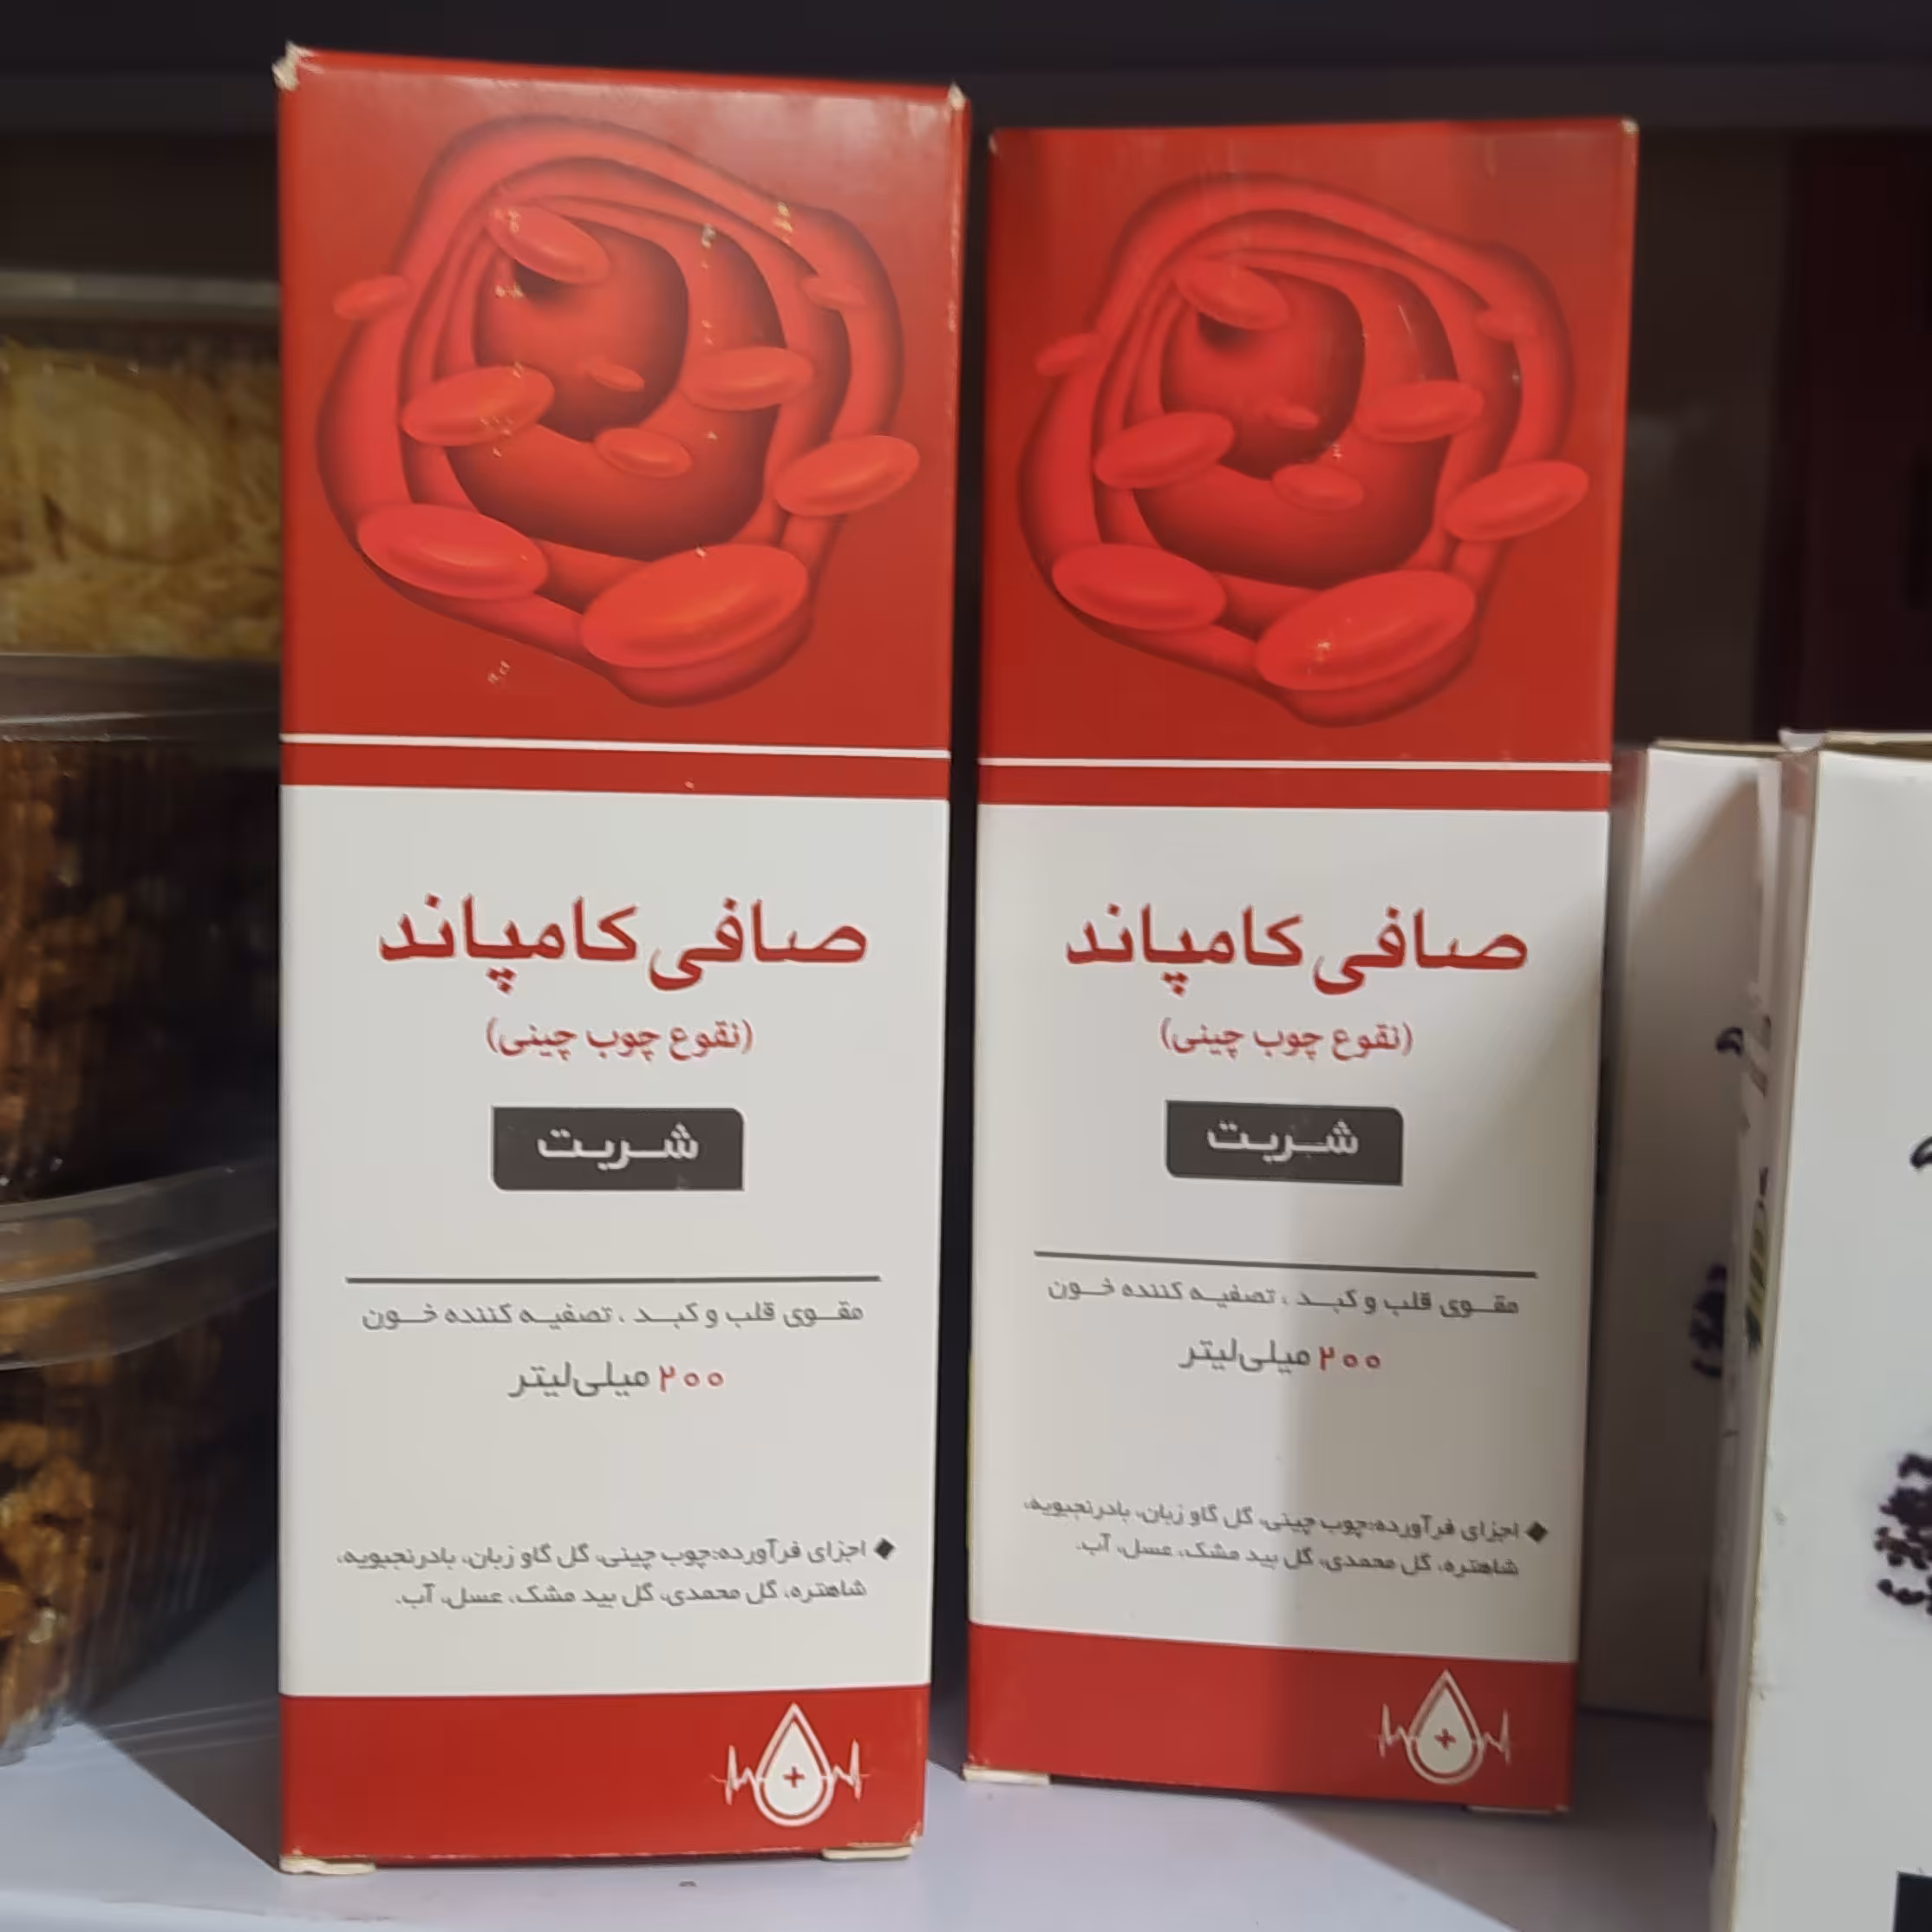 صافی کامپاند
(نقوع چوب چینی)
شربت
مقوی قلب و کبد ، تصفیه کننده خون
۲۰۰ میلی‌لیتر
اجزای فرآورده:چوب چینی، گل گاو زبان، بادرنجبویه،
شاهتره، گل محمدی، گل بید مشک، عسل، آب.
صافی کامپاند
(نقوع چوب چینی)
شربت
مقوی قلب و کبد ، تصفیه کننده خون
۲۰۰ میلی‌لیتر
اجزای فرآورده:چوب چینی، گل گاو زبان، بادرنجبویه،
شاهتره، گل محمدی، گل بید مشک، عسل، آب.